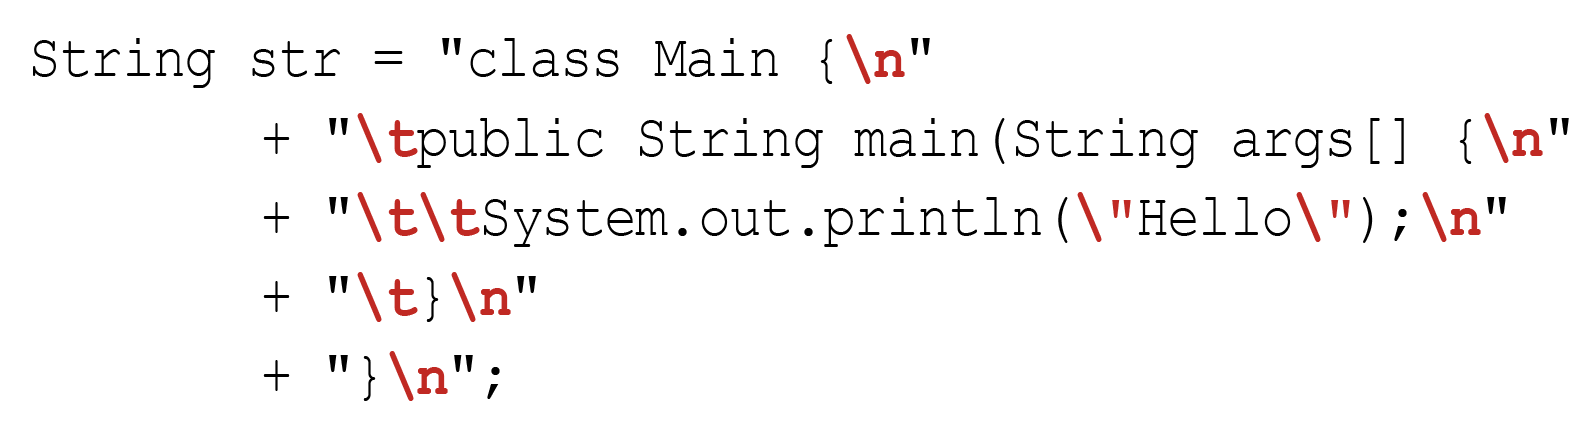 String str = "class Main {\n"
+ "\tpublic String main(String args[] {\n"
+ "\t\tSystem.out.println(\"Hello\");\n"
+ "\t}\n"
+ "}\n";